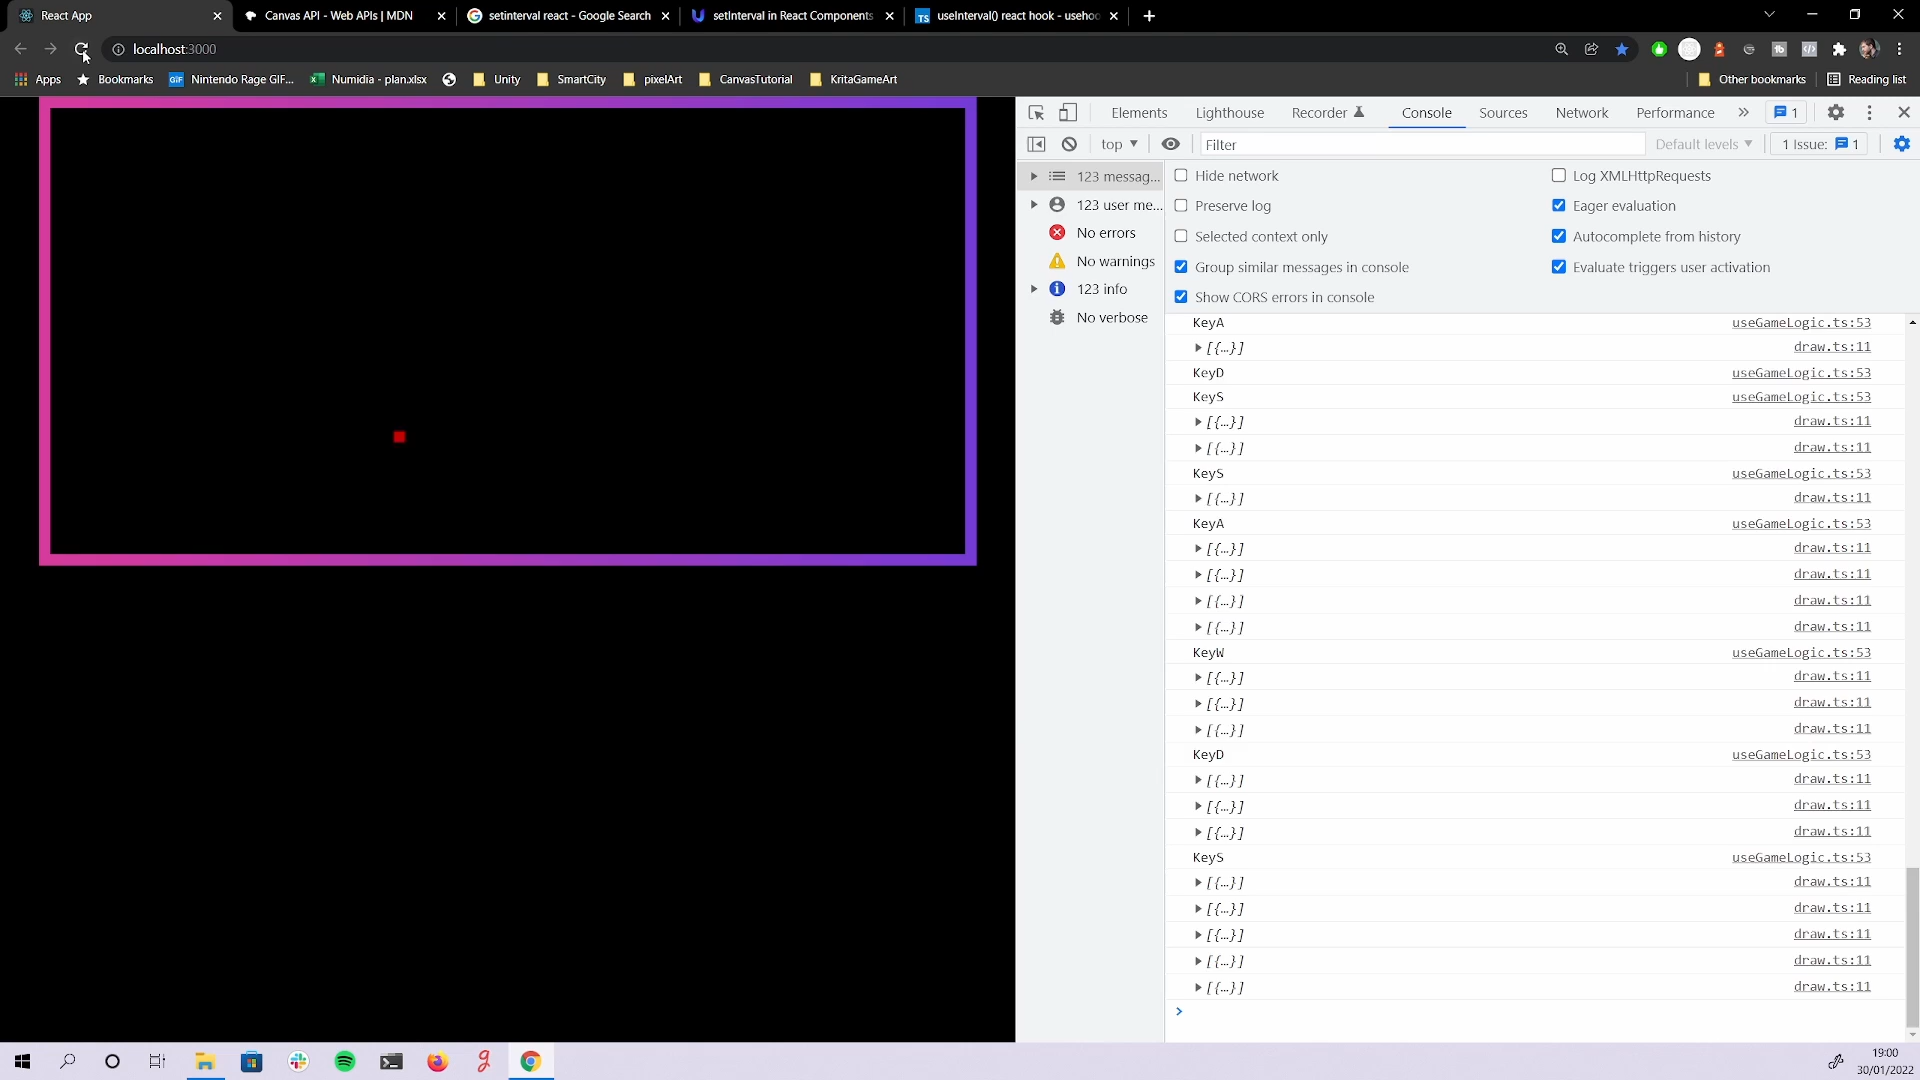 React App
Canvas API - Web APIs | MDN
setinterval react - Google Search
setInterval in React Components
useInterval() react hook - usehoo
localhost:3000
Apps
Bookmarks
GIF
Nintendo Rage GIF...
Numidia - plan.xlsx
Unity
SmartCity
pixelArt
CanvasTutorial
KritaGameArt
Other bookmarks
Reading list
Elements
Lighthouse
Recorder
Console
Sources
Network
Performance
1
top
Filter
Default levels
1 Issue:
1
123 messag...
123 user me...
No errors
No warnings
123 info
No verbose
Hide network
Log XMLHttpRequests
Preserve log
Eager evaluation
Selected context only
Autocomplete from history
Group similar messages in console
Evaluate triggers user activation
Show CORS errors in console
KeyA useGameLogic.ts:53
[{…}] draw.ts:11
KeyD useGameLogic.ts:53
KeyS useGameLogic.ts:53
[{…}] draw.ts:11
[{…}] draw.ts:11
KeyS useGameLogic.ts:53
[{…}] draw.ts:11
KeyA useGameLogic.ts:53
[{…}] draw.ts:11
[{…}] draw.ts:11
[{…}] draw.ts:11
[{…}] draw.ts:11
KeyW useGameLogic.ts:53
[{…}] draw.ts:11
[{…}] draw.ts:11
[{…}] draw.ts:11
KeyD useGameLogic.ts:53
[{…}] draw.ts:11
[{…}] draw.ts:11
[{…}] draw.ts:11
KeyS useGameLogic.ts:53
[{…}] draw.ts:11
[{…}] draw.ts:11
[{…}] draw.ts:11
[{…}] draw.ts:11
[{…}] draw.ts:11
19:00
30/01/2022